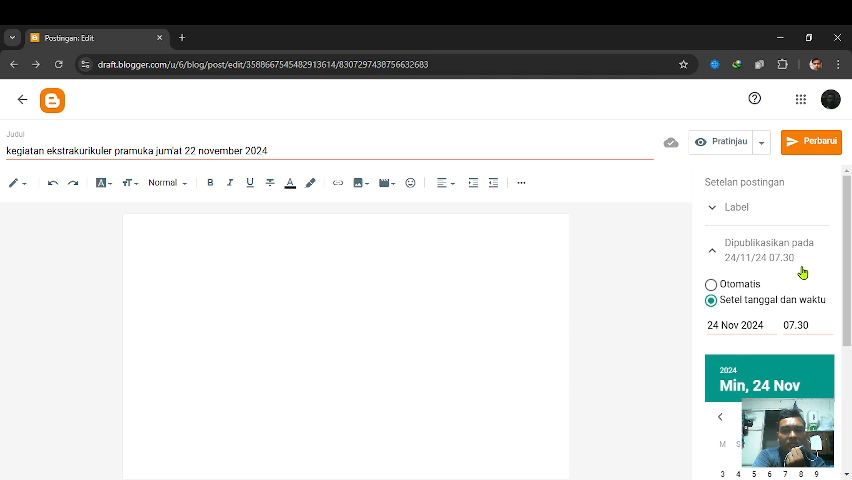 Postingan: Edit
draft.blogger.com/u/6/blog/post/edit/3588667545482913614/8307297438756632683
Judul
kegiatan ekstrakurikuler pramuka jum'at 22 november 2024
Pratinjau
Perbarui
Normal
Setelan postingan
Label
Dipublikasikan pada
24/11/24 07.30
Otomatis
Setel tanggal dan waktu
24 Nov 2024 07.30
2024
Min, 24 Nov
M S
3 4 5 6 7 8 9